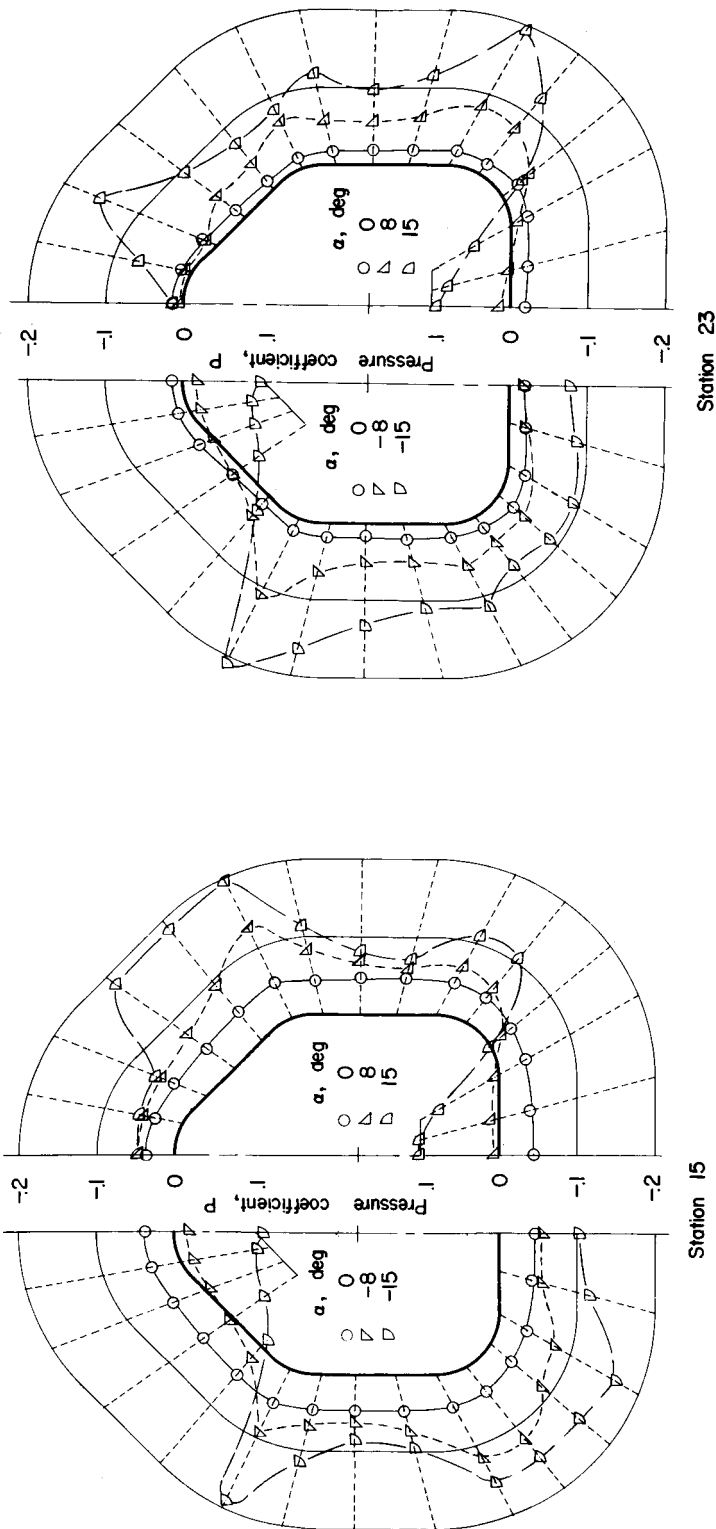 -.2
-.1
0
.1
Pressure
coefficient, P
.1
0
-.1
-.2
α, deg
0
-8
-15
α, deg
0
8
15
Station 15
-.2
-.1
0
.1
Pressure
coefficient, P
.1
0
-.1
-.2
α, deg
0
-8
-15
α, deg
0
8
15
Station 23